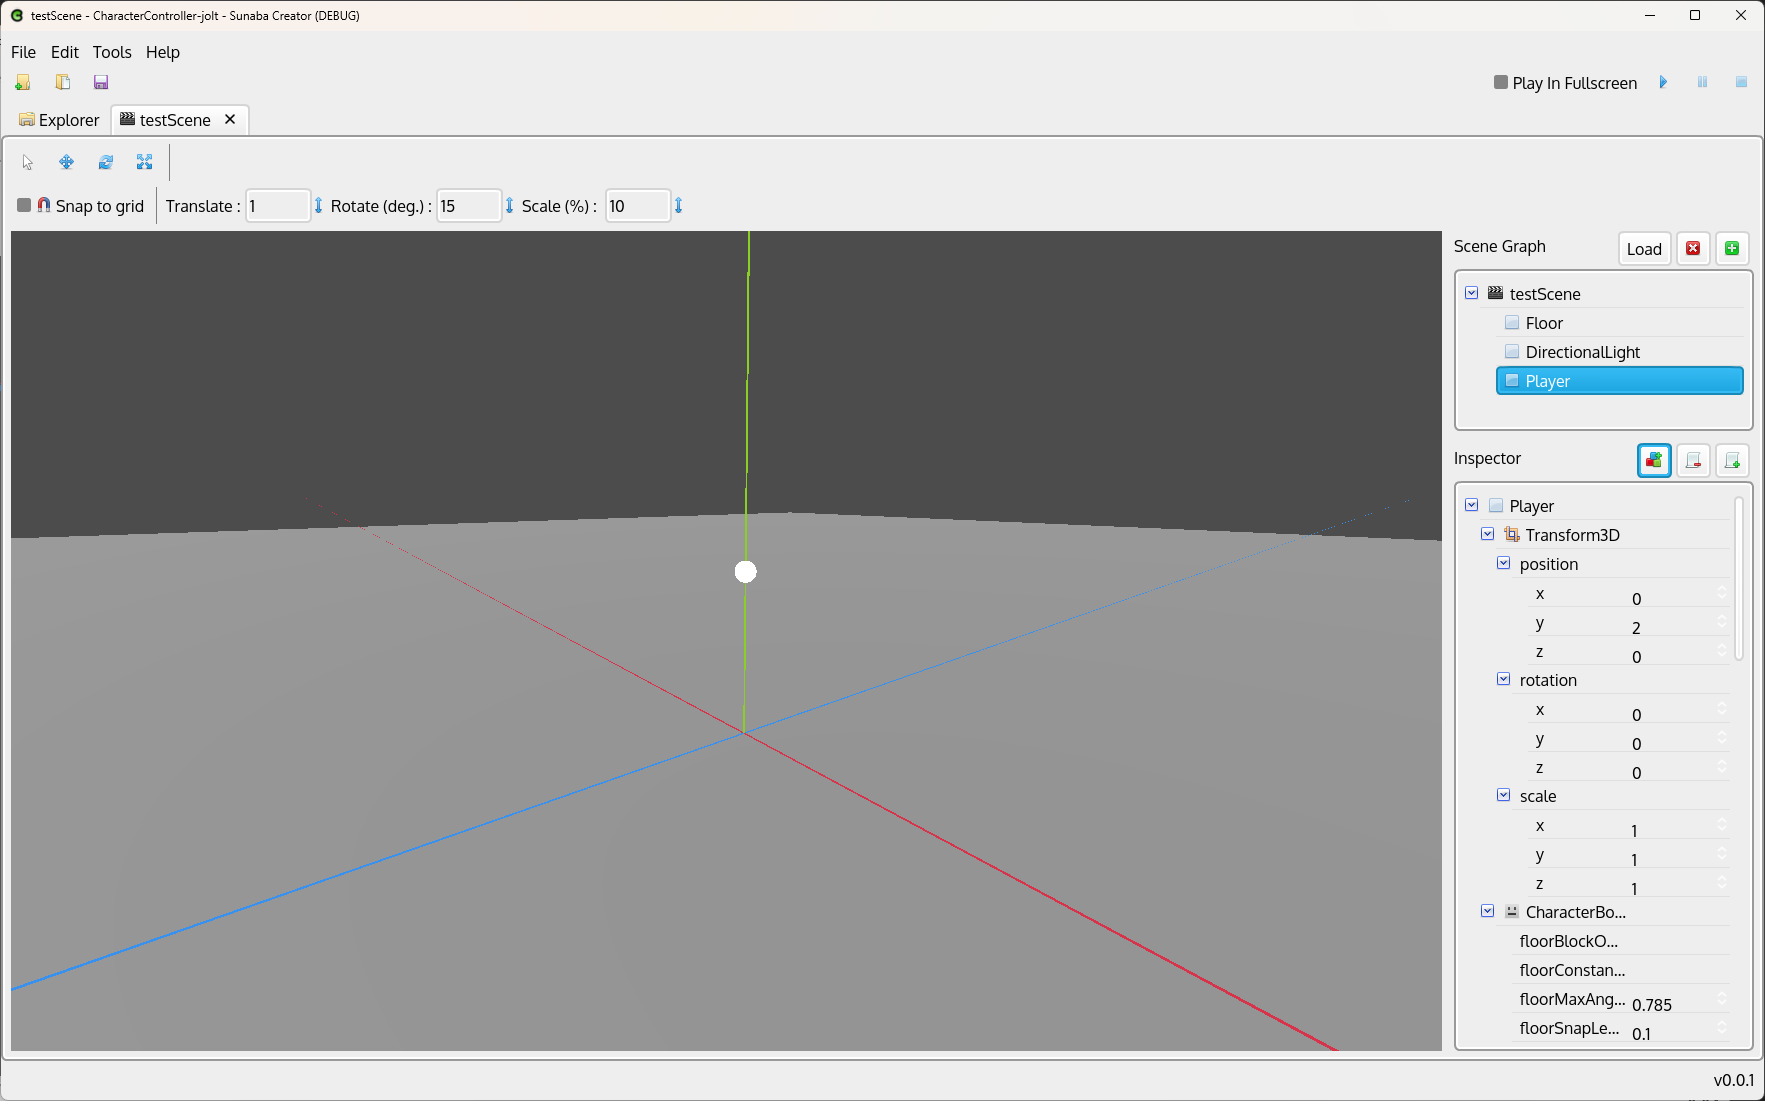 testScene - CharacterController-jolt - Sunaba Creator (DEBUG)
File Edit Tools Help
Play In Fullscreen
Explorer testScene
Snap to grid Translate : 1 Rotate (deg.) : 15 Scale (%) : 10
Scene Graph Load
testScene
Floor
DirectionalLight
Player
Inspector
Player
Transform3D
position
x 0
y 2
z 0
rotation
x 0
y 0
z 0
scale
x 1
y 1
z 1
CharacterBo...
floorBlockO...
floorConstan...
floorMaxAng... 0.785
floorSnapLe... 0.1
v0.0.1